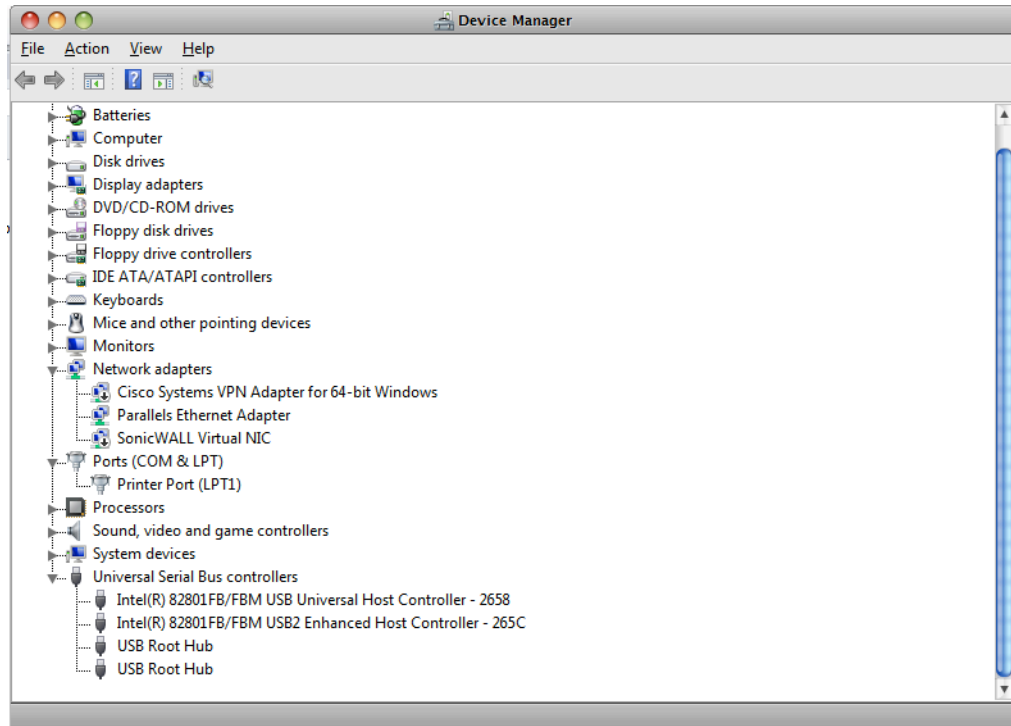 Device Manager
File Action View Help
Batteries
Computer
Disk drives
Display adapters
DVD/CD-ROM drives
Floppy disk drives
Floppy drive controllers
IDE ATA/ATAPI controllers
Keyboards
Mice and other pointing devices
Monitors
Network adapters
Cisco Systems VPN Adapter for 64-bit Windows
Parallels Ethernet Adapter
SonicWALL Virtual NIC
Ports (COM & LPT)
Printer Port (LPT1)
Processors
Sound, video and game controllers
System devices
Universal Serial Bus controllers
Intel(R) 82801FB/FBM USB Universal Host Controller - 2658
Intel(R) 82801FB/FBM USB2 Enhanced Host Controller - 265C
USB Root Hub
USB Root Hub